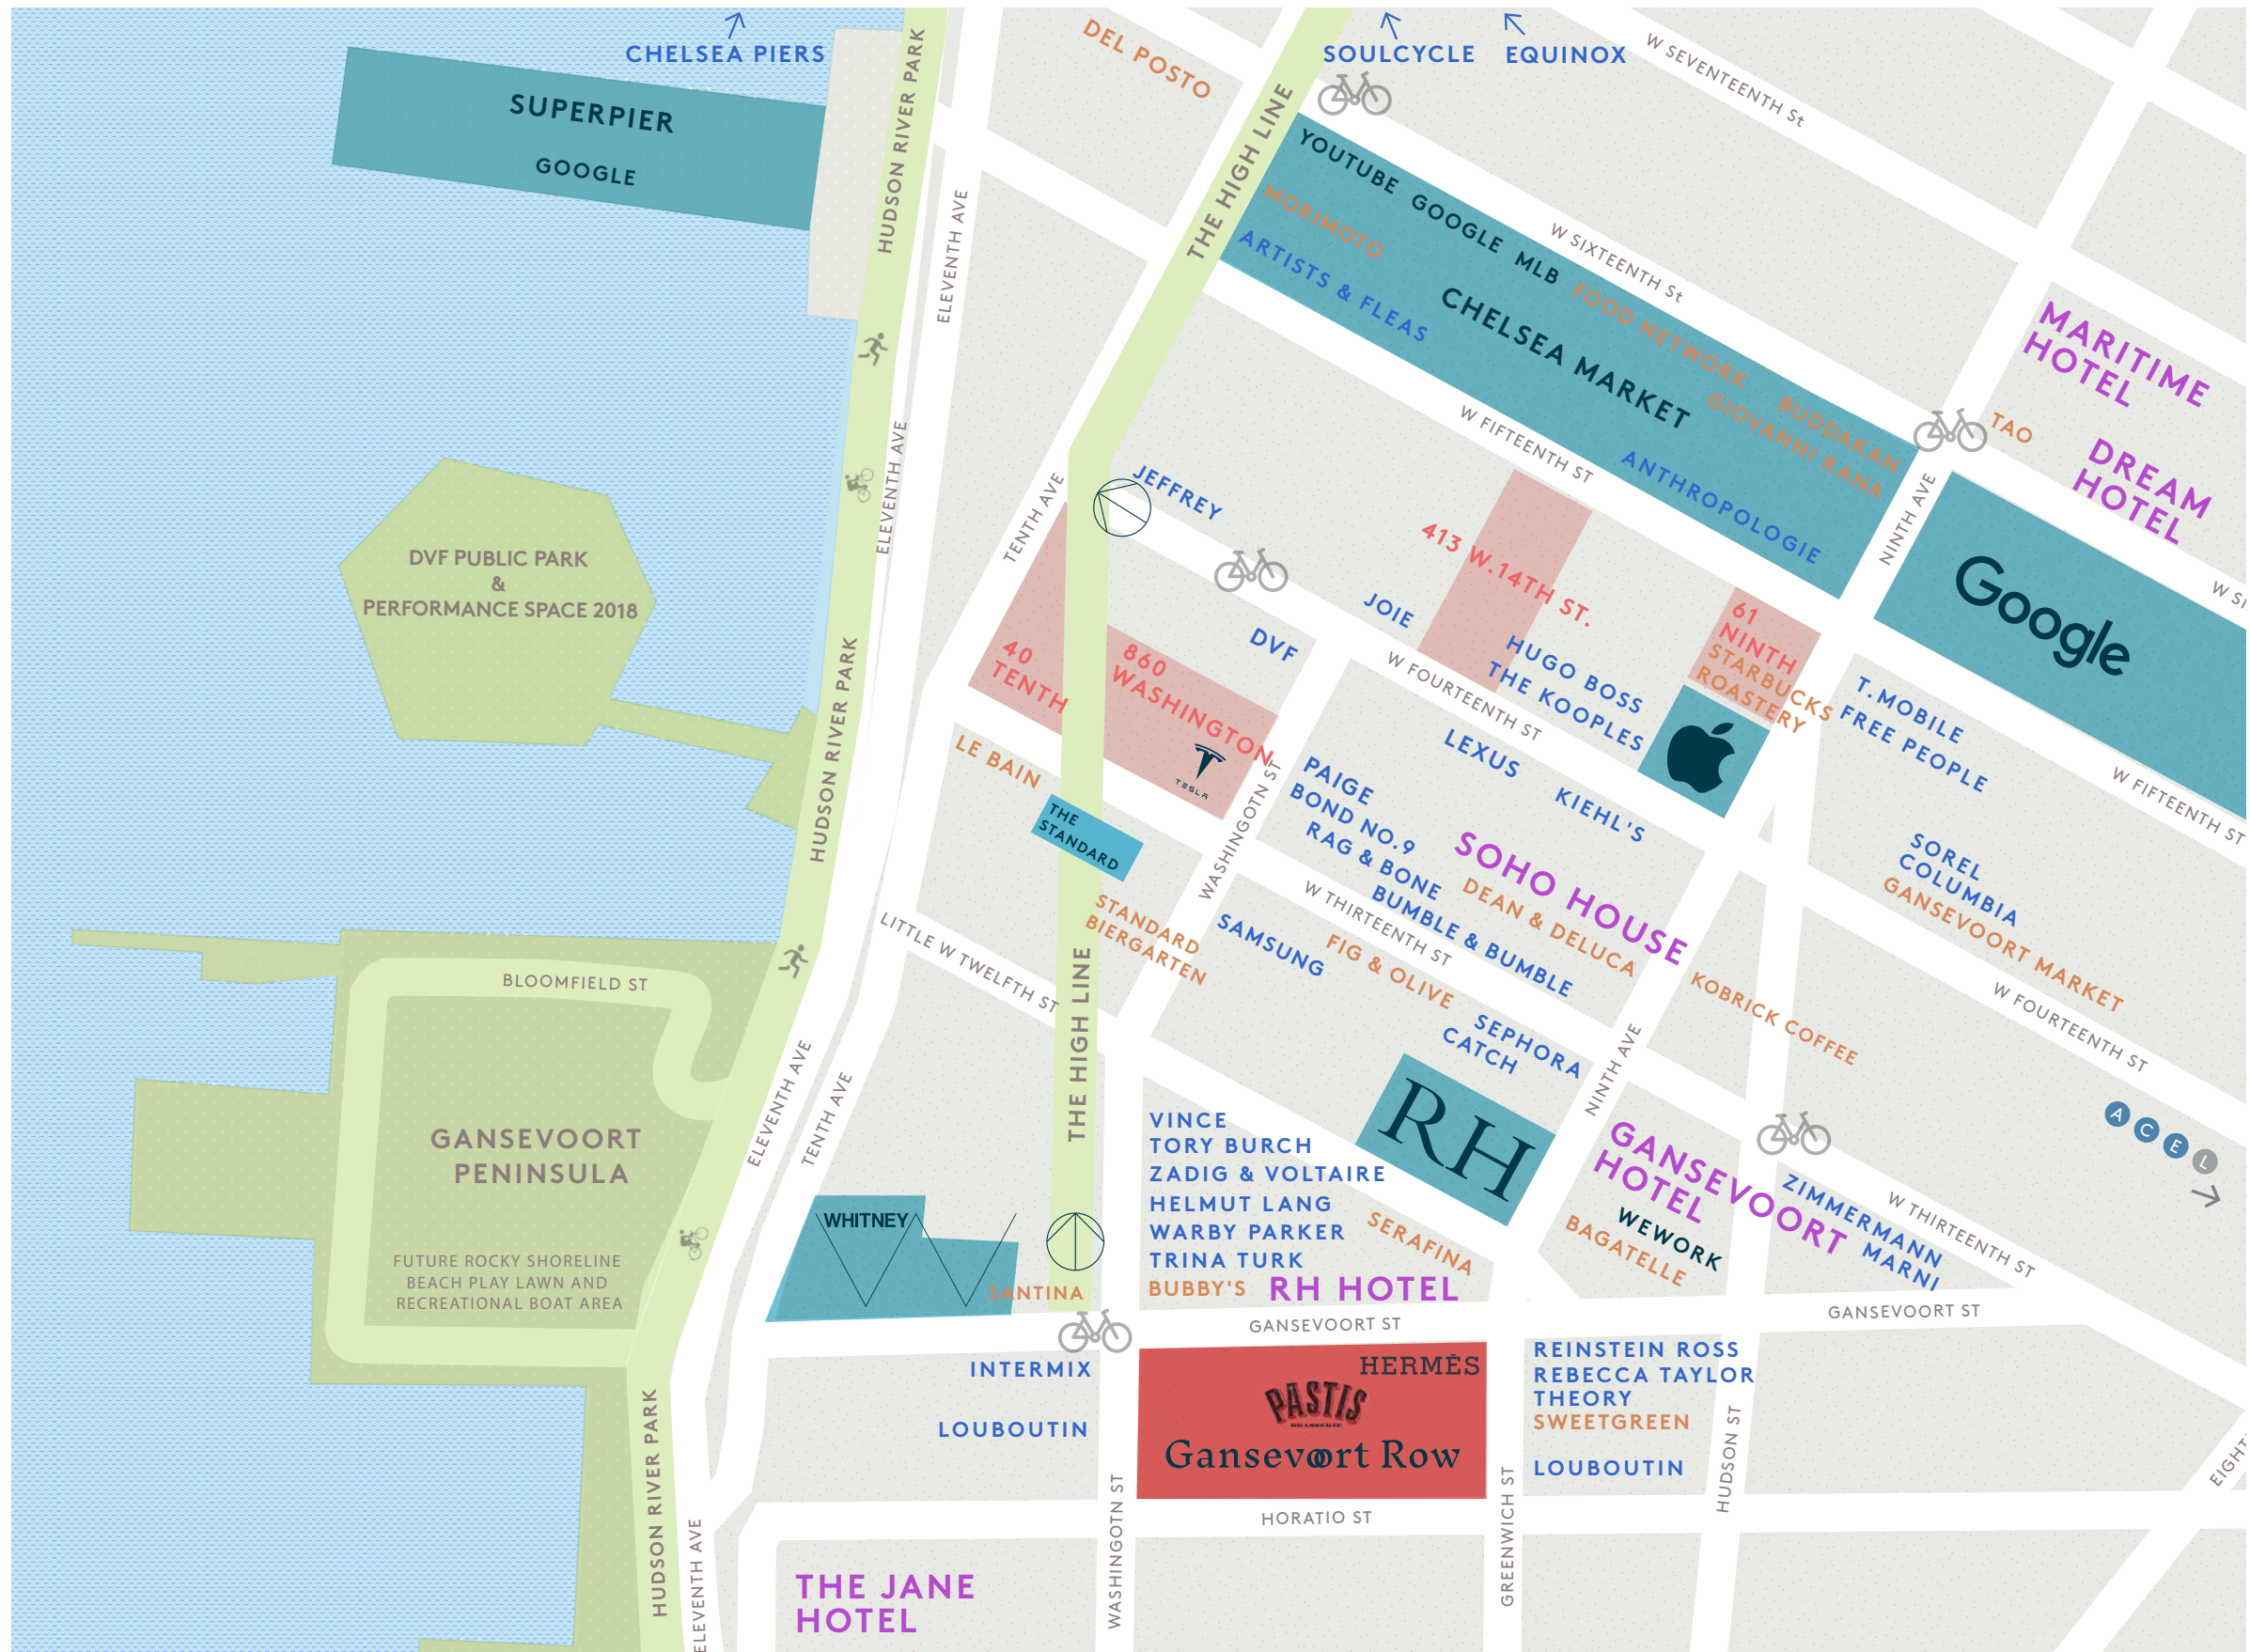 CHELSEA PIERS
SOULCYCLE
EQUINOX
W SEVENTEENTH St
DEL POSTO
SUPERPIER
GOOGLE
HUDSON RIVER PARK
ELEVENTH AVE
THE HIGH LINE
YOUTUBE GOOGLE MLB
FOOD NETWORK
MORIMOTO
ARTISTS & FLEAS
CHELSEA MARKET
BUDDAKAN
GIOVANNI RANA
ANTHROPOLOGIE
W SIXTEENTH St
MARITIME
HOTEL
TAO
DREAM
HOTEL
W FIFTEENTH ST
NINTH AVE
Google
W SI
ELEVENTH AVE
TENTH AVE
JEFFREY
DVF PUBLIC PARK
&
PERFORMANCE SPACE 2018
413 W.14TH ST.
JOIE
DVF
61
NINTH
STARBUCKS
ROASTERY
HUGO BOSS
THE KOOPLES
W FOURTEENTH ST
T.MOBILE
FREE PEOPLE
W FIFTEENTH ST
40
TENTH
860
WASHINGTON
TESLA
LE BAIN
THE
STANDARD
HUDSON RIVER PARK
WASHINGOTN ST
LEXUS
KIEHL'S
PAIGE
BOND NO.9
RAG & BONE
BUMBLE & BUMBLE
SOHO HOUSE
DEAN & DELUCA
SOREL
COLUMBIA
GANSEVOORT MARKET
W FOURTEENTH ST
STANDARD
BIERGARTEN
SAMSUNG
W THIRTEENTH ST
FIG & OLIVE
KOBRICK COFFEE
LITTLE W TWELFTH ST
THE HIGH LINE
SEPHORA
CATCH
NINTH AVE
BLOOMFIELD ST
ELEVENTH AVE
TENTH AVE
GANSEVOORT
PENINSULA
RH
A C E L
VINCE
TORY BURCH
ZADIG & VOLTAIRE
HELMUT LANG
WARBY PARKER
TRINA TURK
BUBBY'S
RH HOTEL
SERAFINA
GANSEVOORT
HOTEL
WEWORK
BAGATELLE
ZIMMERMANN
MARNI
W THIRTEENTH ST
WHITNEY
SANTINA
FUTURE ROCKY SHORELINE
BEACH PLAY LAWN AND
RECREATIONAL BOAT AREA
GANSEVOORT ST
GANSEVOORT ST
INTERMIX
LOUBOUTIN
HERMĒS
PASTIS
BRASSERIE
Gansevoort Row
REINSTEIN ROSS
REBECCA TAYLOR
THEORY
SWEETGREEN
LOUBOUTIN
HUDSON ST
EIGHT
HUDSON RIVER PARK
ELEVENTH AVE
WASHINGOTN ST
HORATIO ST
GREENWICH ST
THE JANE
HOTEL